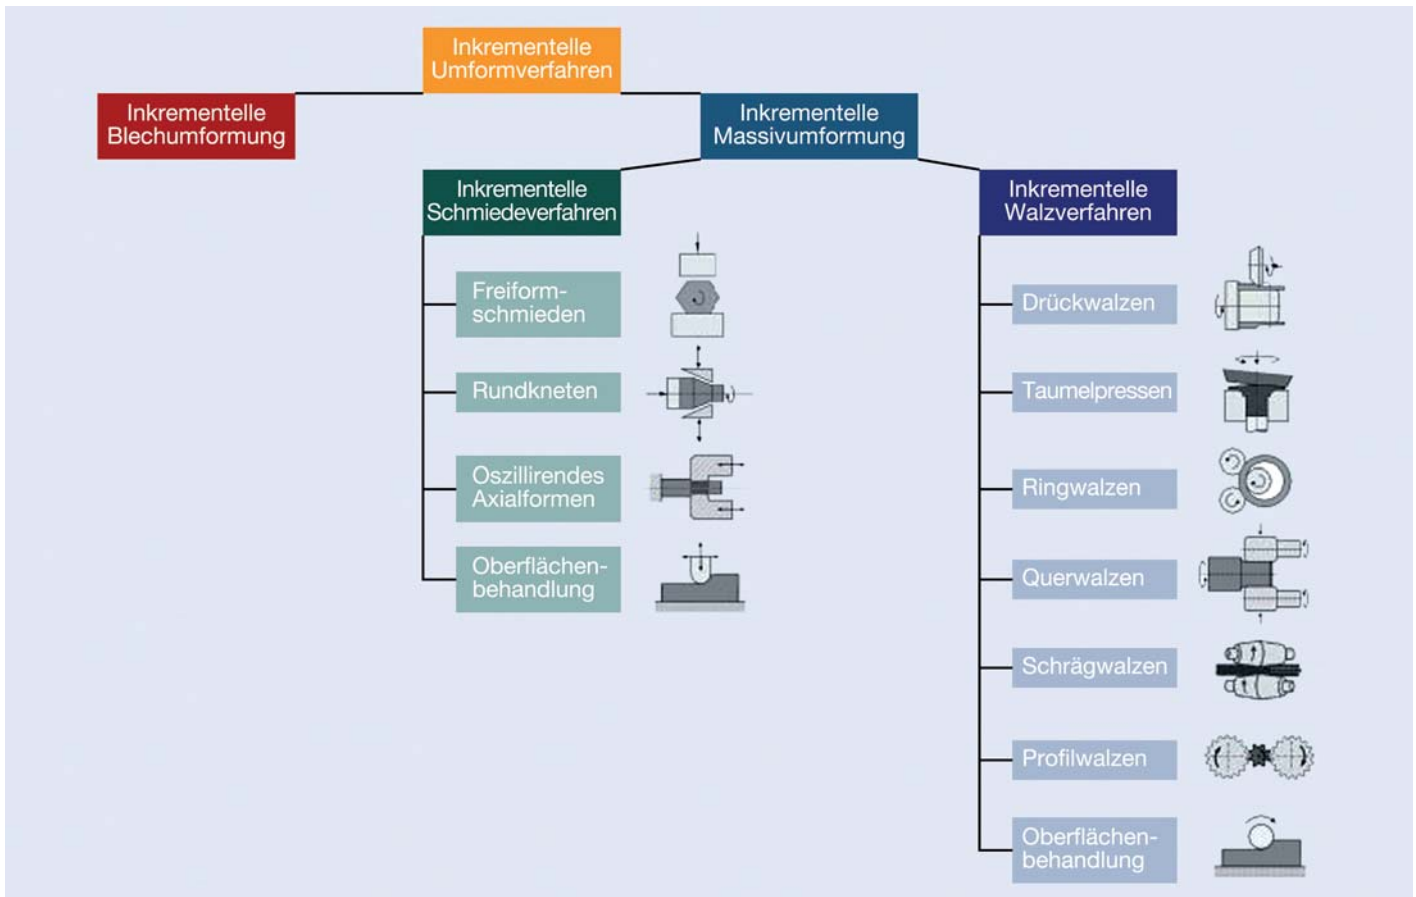 Inkrementelle
Umformverfahren
Inkrementelle
Blechumformung
Inkrementelle
Massivumformung
Inkrementelle
Schmiedeverfahren
Inkrementelle
Walzverfahren
Freiform-
schmieden
Rundkneten
Oszillirendes
Axialformen
Oberflächen-
behandlung
Drückwalzen
Taumelpressen
Ringwalzen
Querwalzen
Schrägwalzen
Profilwalzen
Oberflächen-
behandlung